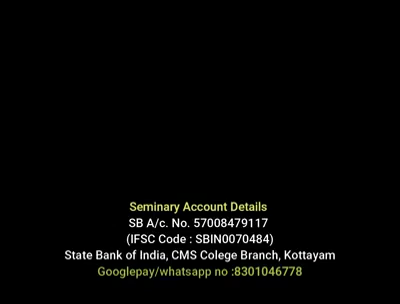 Seminary Account Details
SB A/c. No. 57008479117
(IFSC Code : SBIN0070484)
State Bank of India, CMS Colege Branch, Kottayam
Googlepay/whatsapp no :8301046778